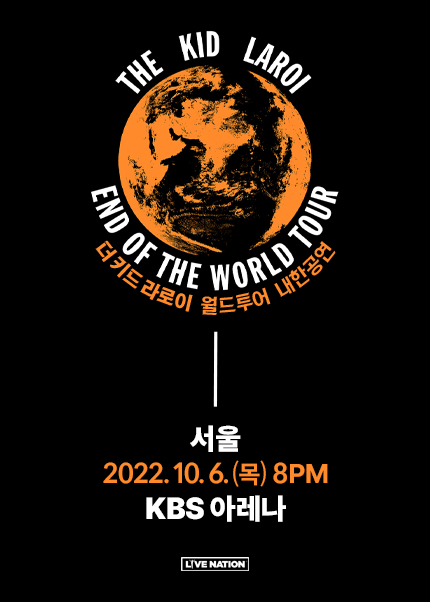 THE KID LAROI
END OF THE WORLD TOUR
더 키드 라로이 월드투어 내한공연
서울
2022. 10. 6. (목) 8PM
KBS 아레나
LIVE NATION